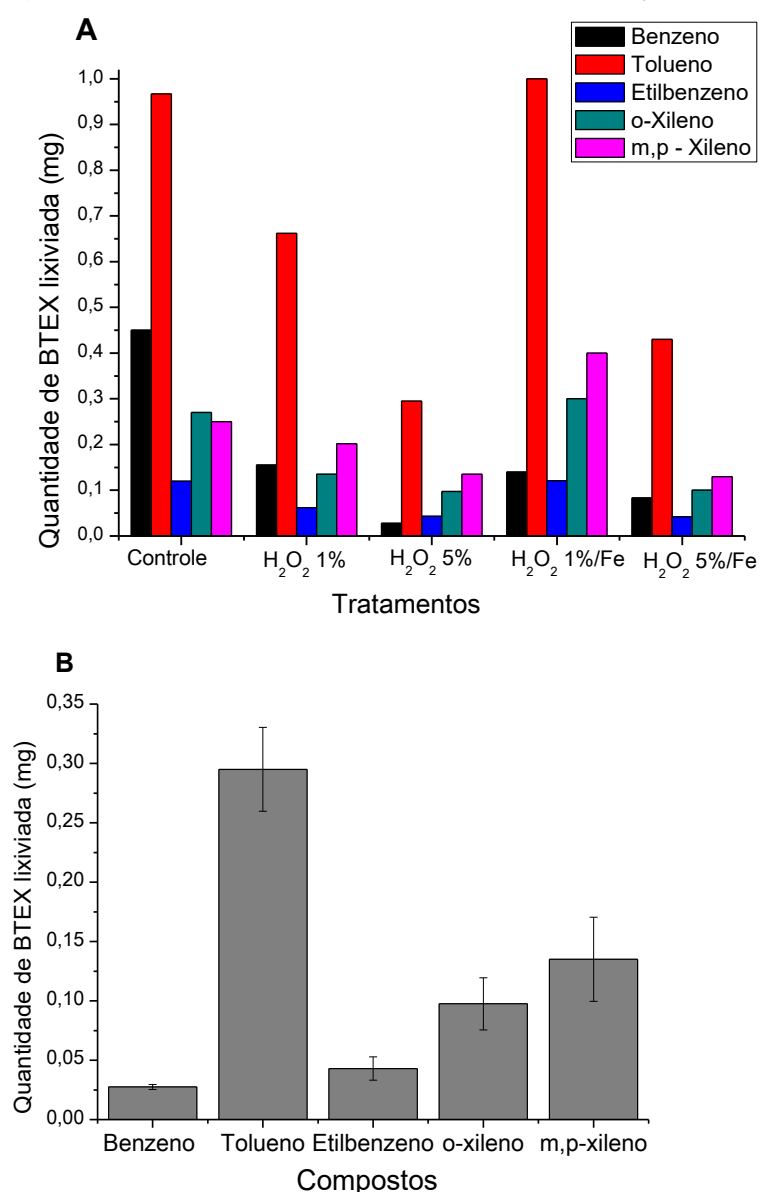 A
Benzeno
Tolueno
Etilbenzeno
o-Xileno
m,p - Xileno
Quantidade de BTEX lixiviada (mg)
1,0
0,9
0,8
0,7
0,6
0,5
0,4
0,3
0,2
0,1
0,0
Controle H₂O₂ 1% H₂O₂ 5% H₂O₂ 1%/Fe H₂O₂ 5%/Fe
Tratamentos
B
Quantidade de BTEX lixiviada (mg)
0,35
0,30
0,25
0,20
0,15
0,10
0,05
0,00
Benzeno Tolueno Etilbenzeno o-xileno m,p-xileno
Compostos